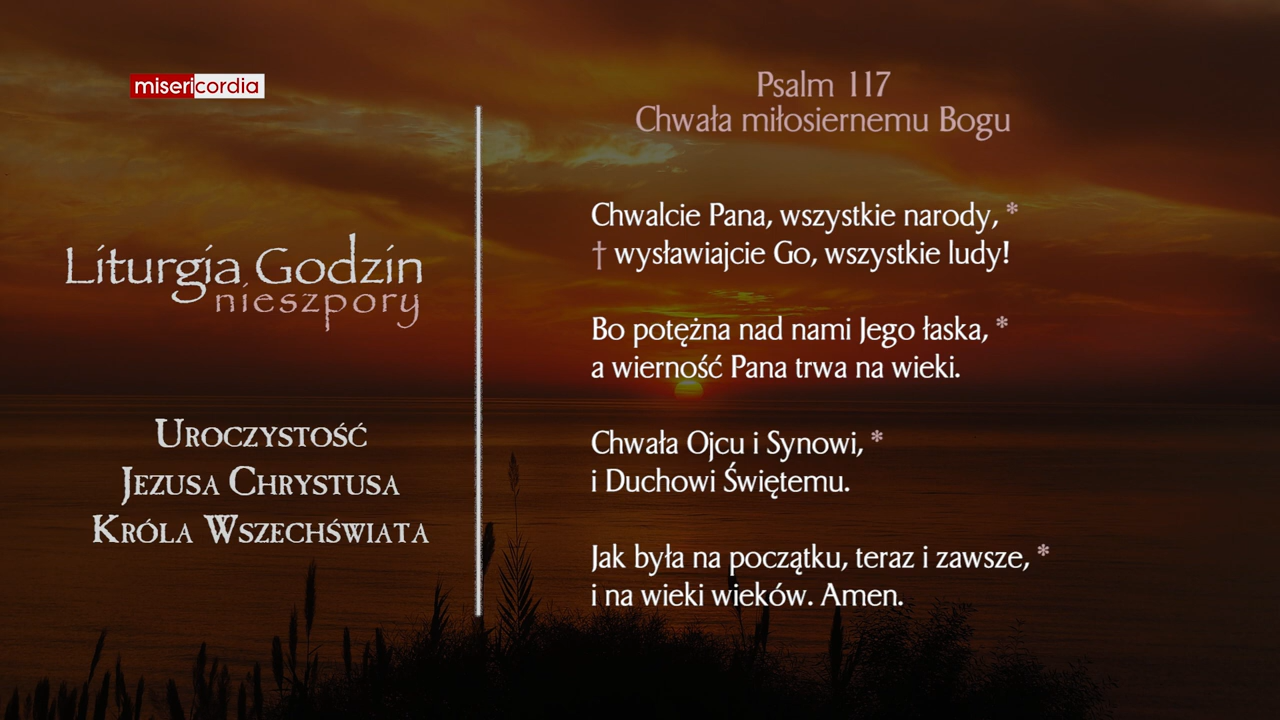 misericordia
Liturgia Godzin
nieszpory
Uroczystość
Jezusa Chrystusa
Króla Wszechświata
Psalm 117
Chwała miłosiernemu Bogu
Chwalcie Pana, wszystkie narody, *
† wysławiajcie Go, wszystkie ludy!
Bo potężna nad nami Jego łaska, *
a wierność Pana trwa na wieki.
Chwała Ojcu i Synowi, *
i Duchowi Świętemu.
Jak była na początku, teraz i zawsze, *
i na wieki wieków. Amen.